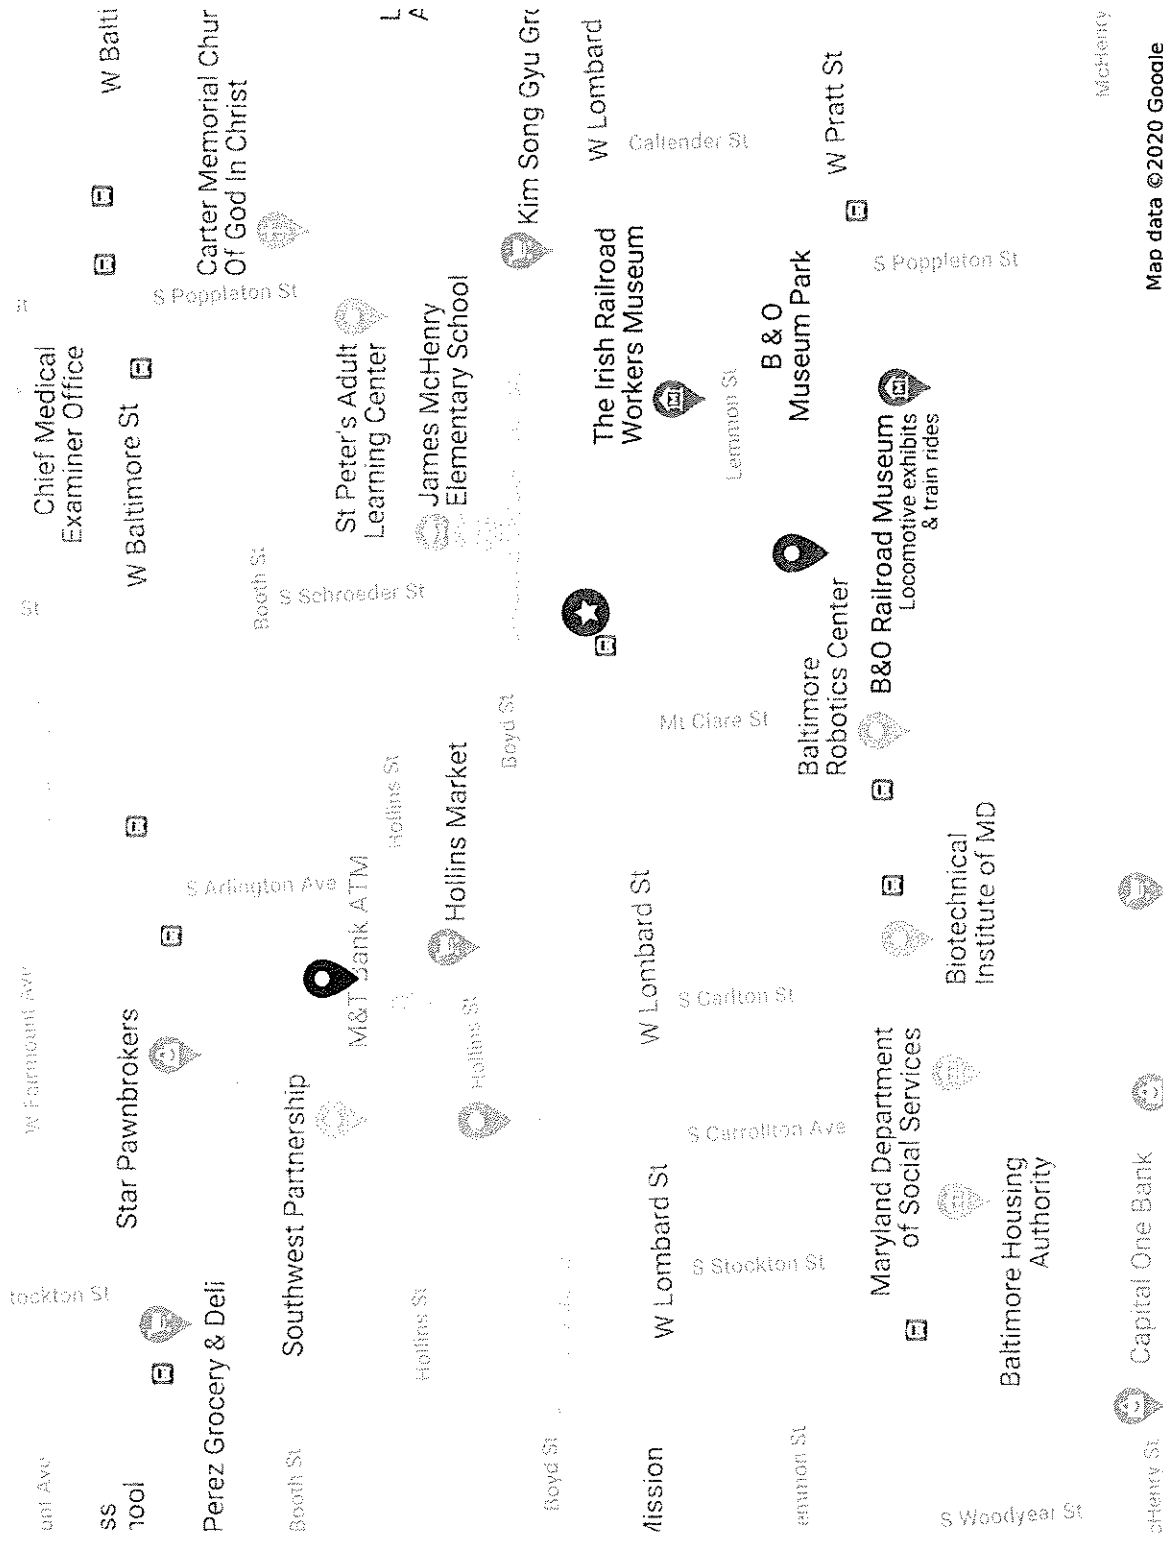 St
W Fairmount Ave
Chief Medical
Examiner Office
W Balti
W Baltimore St
Star Pawnbrokers
Perez Grocery & Deli
S Poppleton St
Carter Memorial Chur
Of God In Christ
Booth St
S Schroeder St
S Arlington Ave
Southwest Partnership
Booth St
St Peter's Adult
Learning Center
M&T Bank ATM
Hollins St
James McHenry
Elementary School
Hollins Market
Hollins St
Hollins St
Kim Song Gyu Gr
Boyd St
Boyd St
W Lombard
The Irish Railroad
Workers Museum
W Lombard St
W Lombard St
Mission
Callender St
Lemmon St
Mt Clare St
S Carlton St
S Carrollton Ave
S Stockton St
W Pratt St
B & O
Museum Park
Baltimore
Robotics Center
S Poppleton St
B&O Railroad Museum
Locomotive exhibits
& train rides
Biotechnical
Institute of MD
Maryland Department
of Social Services
Baltimore Housing
Authority
S Woodyear St
McHenry
Capital One Bank
Map data ©2020 Google